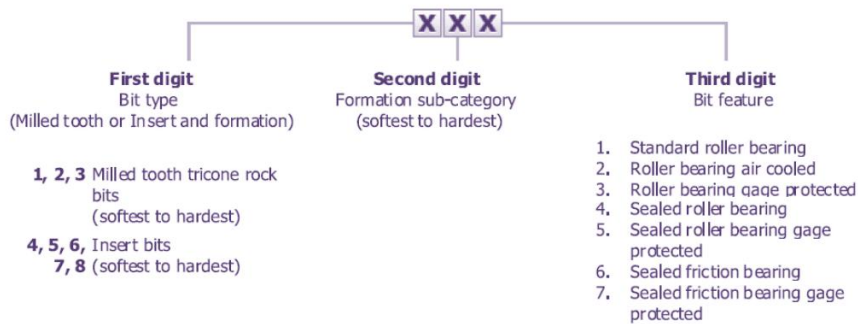 X X X
First digit
Bit type
(Milled tooth or Insert and formation)
1, 2, 3 Milled tooth tricone rock
bits
(softest to hardest)
4, 5, 6, Insert bits
7, 8 (softest to hardest)
Second digit
Formation sub-category
(softest to hardest)
Third digit
Bit feature
1. Standard roller bearing
2. Roller bearing air cooled
3. Roller bearing gage protected
4. Sealed roller bearing
5. Sealed roller bearing gage
protected
6. Sealed friction bearing
7. Sealed friction bearing gage
protected